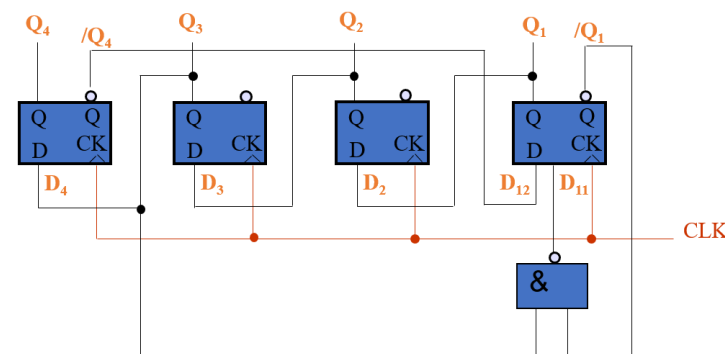 Q4 /Q4 Q3 Q2 Q1 /Q1
Q Q Q Q Q Q
D CK D CK D CK D CK
D4 D3 D2 D12 D11
CLK
&